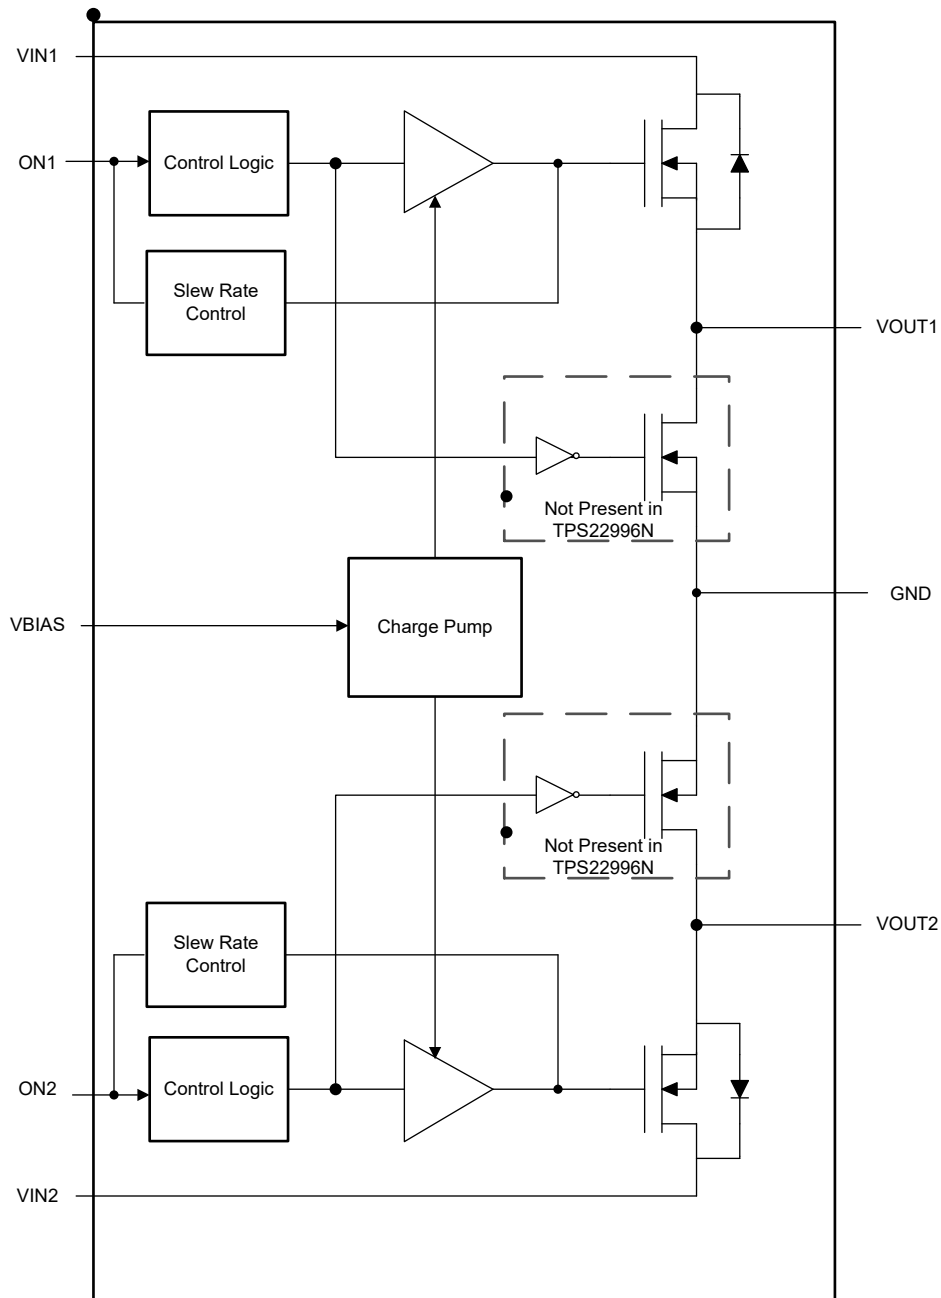 VIN1
ON1
Control Logic
Slew Rate
Control
VOUT1
Not Present in
TPS22996N
GND
VBIAS
Charge Pump
Not Present in
TPS22996N
VOUT2
Slew Rate
Control
ON2
Control Logic
VIN2